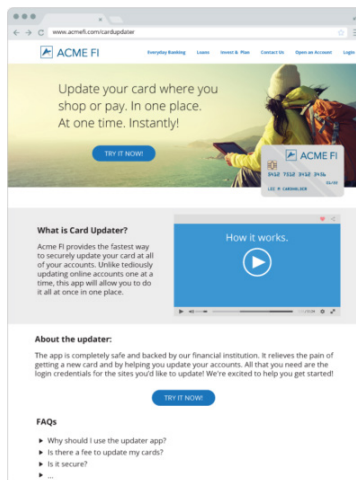 www.acmefi.com/cardupdater
ACME FI
Everyday Banking Loans Invest & Plan Contact Us Open an Account Login
Update your card where you
shop or pay. In one place.
At one time. Instantly!
TRY IT NOW!
ACME FI
3412 7512 3412 3456
LEE M CARDHOLDER
What is Card Updater?
Acme FI provides the fastest way
to securely update your card at all
of your accounts. Unlike tediously
updating online accounts one at a
time, this app will allow you to do
it all at once in one place.
How it works.
About the updater:
The app is completely safe and backed by our financial institution. It relieves the pain of
getting a new card and by helping you update your accounts. All that you need are the
login credentials for the sites you'd like to update! We're excited to help you get started!
TRY IT NOW!
FAQs
Why should I use the updater app?
Is there a fee to update my cards?
Is it secure?
...